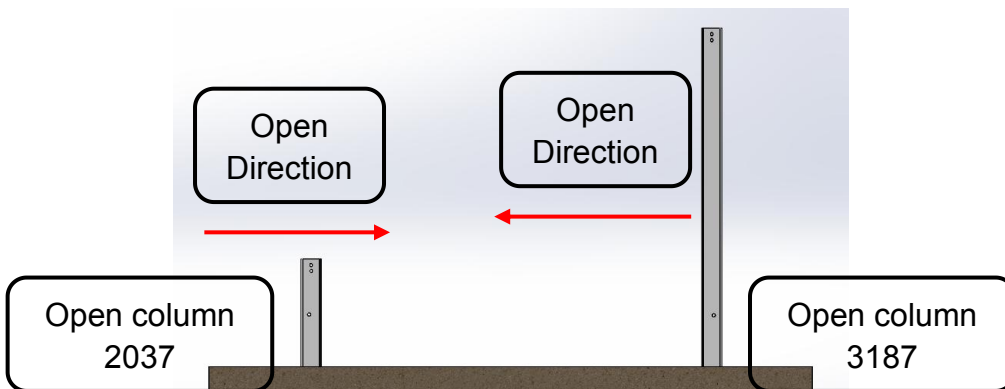 Open
Direction
Open
Direction
Open column
2037
Open column
3187